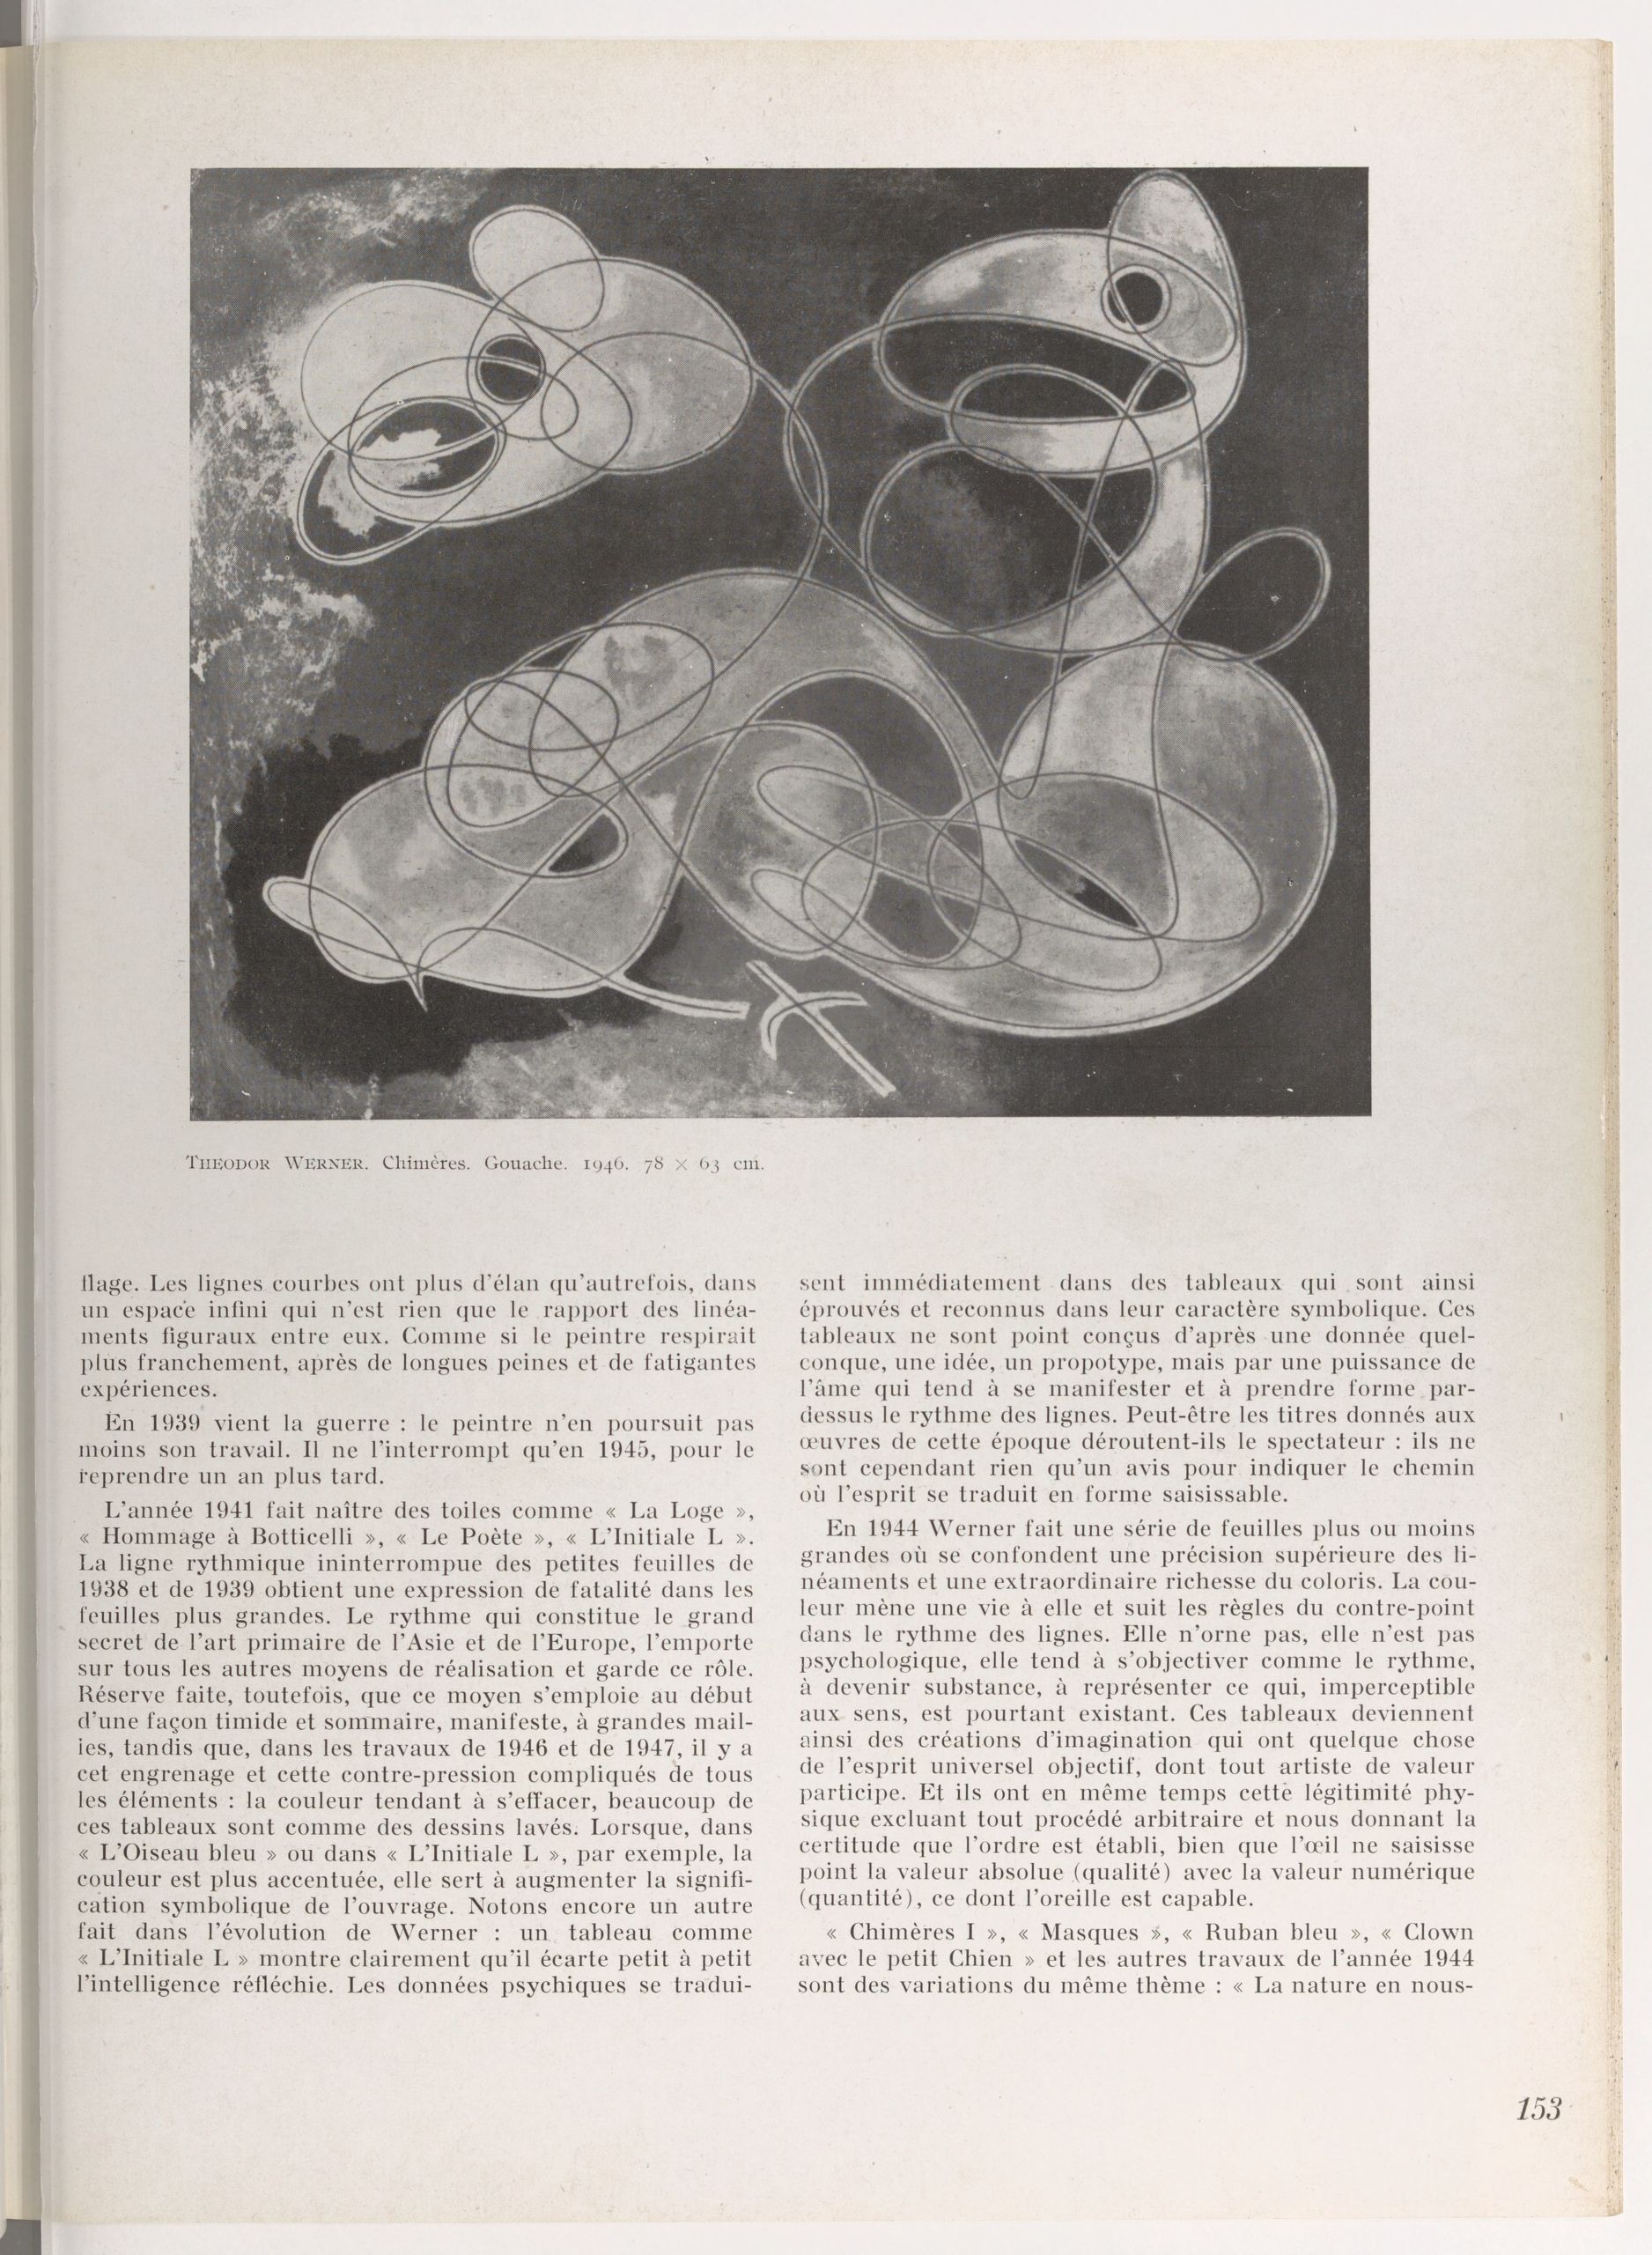 THEODOR WERNER. Chimères. Gouache. 1946. 78 × 63 cm.
flage. Les lignes courbes ont plus d'élan qu'autrefois, dans
un espace infini qui n'est rien que le rapport des linéa-
ments figuraux entre eux. Comme si le peintre respirait
plus franchement, après de longues peines et de fatigantes
expériences.
En 1939 vient la guerre : le peintre n'en poursuit pas
moins son travail. Il ne l'interrompt qu'en 1945, pour le
reprendre un an plus tard.
L'année 1941 fait naître des toiles comme « La Loge »,
« Hommage à Botticelli », « Le Poète », « L'Initiale L ».
La ligne rythmique ininterrompue des petites feuilles de
1938 et de 1939 obtient une expression de fatalité dans les
feuilles plus grandes. Le rythme qui constitue le grand
secret de l'art primaire de l'Asie et de l'Europe, l'emporte
sur tous les autres moyens de réalisation et garde ce rôle.
Réserve faite, toutefois, que ce moyen s'emploie au début
d'une façon timide et sommaire, manifeste, à grandes mail-
les, tandis que, dans les travaux de 1946 et de 1947, il y a
cet engrenage et cette contre-pression compliqués de tous
les éléments : la couleur tendant à s'effacer, beaucoup de
ces tableaux sont comme des dessins lavés. Lorsque, dans
« L'Oiseau bleu » ou dans « L'Initiale L », par exemple, la
couleur est plus accentuée, elle sert à augmenter la signifi-
cation symbolique de l'ouvrage. Notons encore un autre
fait dans l'évolution de Werner : un tableau comme
« L'Initiale L » montre clairement qu'il écarte petit à petit
l'intelligence réfléchie. Les données psychiques se tradui-
sent immédiatement dans des tableaux qui sont ainsi
éprouvés et reconnus dans leur caractère symbolique. Ces
tableaux ne sont point conçus d'après une donnée quel-
conque, une idée, un propotype, mais par une puissance de
l'âme qui tend à se manifester et à prendre forme par-
dessus le rythme des lignes. Peut-être les titres donnés aux
œuvres de cette époque déroutent-ils le spectateur : ils ne
sont cependant rien qu'un avis pour indiquer le chemin
où l'esprit se traduit en forme saisissable.
En 1944 Werner fait une série de feuilles plus ou moins
grandes où se confondent une précision supérieure des li-
néaments et une extraordinaire richesse du coloris. La cou-
leur mène une vie à elle et suit les règles du contre-point
dans le rythme des lignes. Elle n'orne pas, elle n'est pas
psychologique, elle tend à s'objectiver comme le rythme,
à devenir substance, à représenter ce qui, imperceptible
aux sens, est pourtant existant. Ces tableaux deviennent
ainsi des créations d'imagination qui ont quelque chose
de l'esprit universel objectif, dont tout artiste de valeur
participe. Et ils ont en même temps cette légitimité phy-
sique excluant tout procédé arbitraire et nous donnant la
certitude que l'ordre est établi, bien que l'œil ne saisisse
point la valeur absolue (qualité) avec la valeur numérique
(quantité), ce dont l'oreille est capable.
« Chimères I », « Masques », « Ruban bleu », « Clown
avec le petit Chien » et les autres travaux de l'année 1944
sont des variations du même thème : « La nature en nous-
153